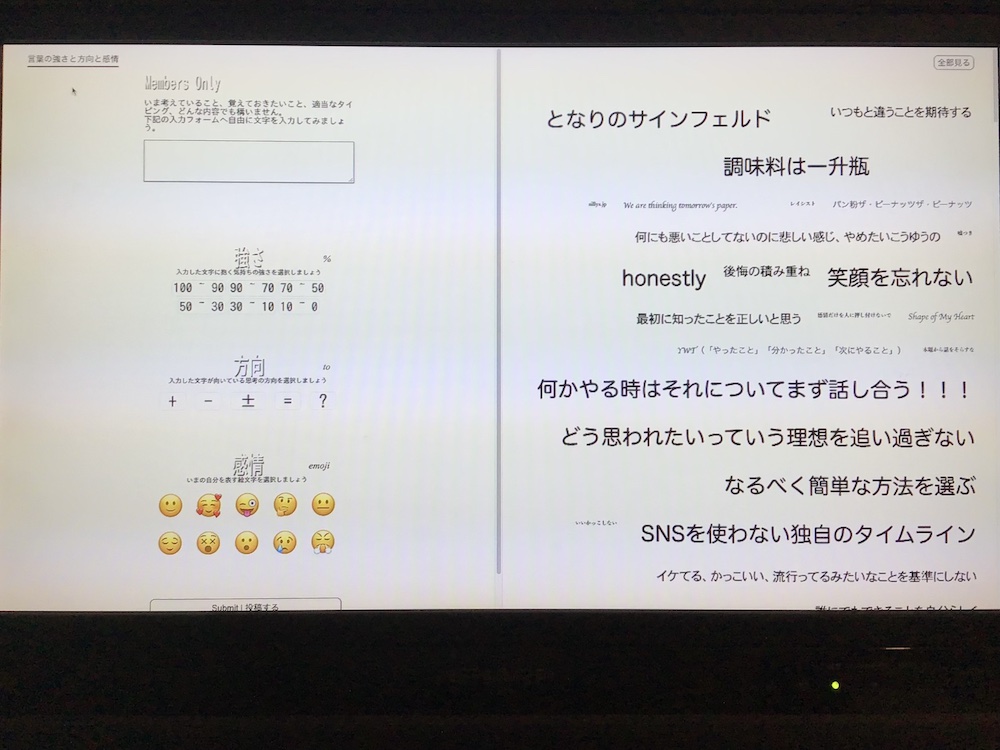 言葉の強さと方向と感情
Members Only
いま考えていること、覚えておきたいこと、適当なタイ
ピング、どんな内容でも構いません。
下記の入力フォームへ自由に文字を入力してみましょ
う。
強さ %
入力した文字に抱く気持ちの強さを選択しましょう
100 ~ 90 90 ~ 70 70 ~ 50
50 ~ 30 30 ~ 10 10 ~ 0
方向 to
入力した文字が向いている思考の方向を選択しましょう
+ - ± = ?
感情 emoji
いまの自分を表す絵文字を選択しましょう
Submit | 投稿する
全部見る
となりのサインフェルド いつもと違うことを期待する
調味料は一升瓶
We are thinking tomorrow's paper. レイシスト パン粉ザ・ピーナッツザ・ピーナッツ
何にも悪いことしてないのに悲しい感じ、やめたいこうゆうの 嘘つき
honestly 後悔の積み重ね 笑顔を忘れない
最初に知ったことを正しいと思う Shape of My Heart
YWT（「やったこと」「分かったこと」「次にやること」） 本題から話をそらすな
何かやる時はそれについてまず話し合う！！！
どう思われたいっていう理想を追い過ぎない
なるべく簡単な方法を選ぶ
いいかっこしない SNSを使わない独自のタイムライン
イケてる、かっこいい、流行ってるみたいなことを基準にしない